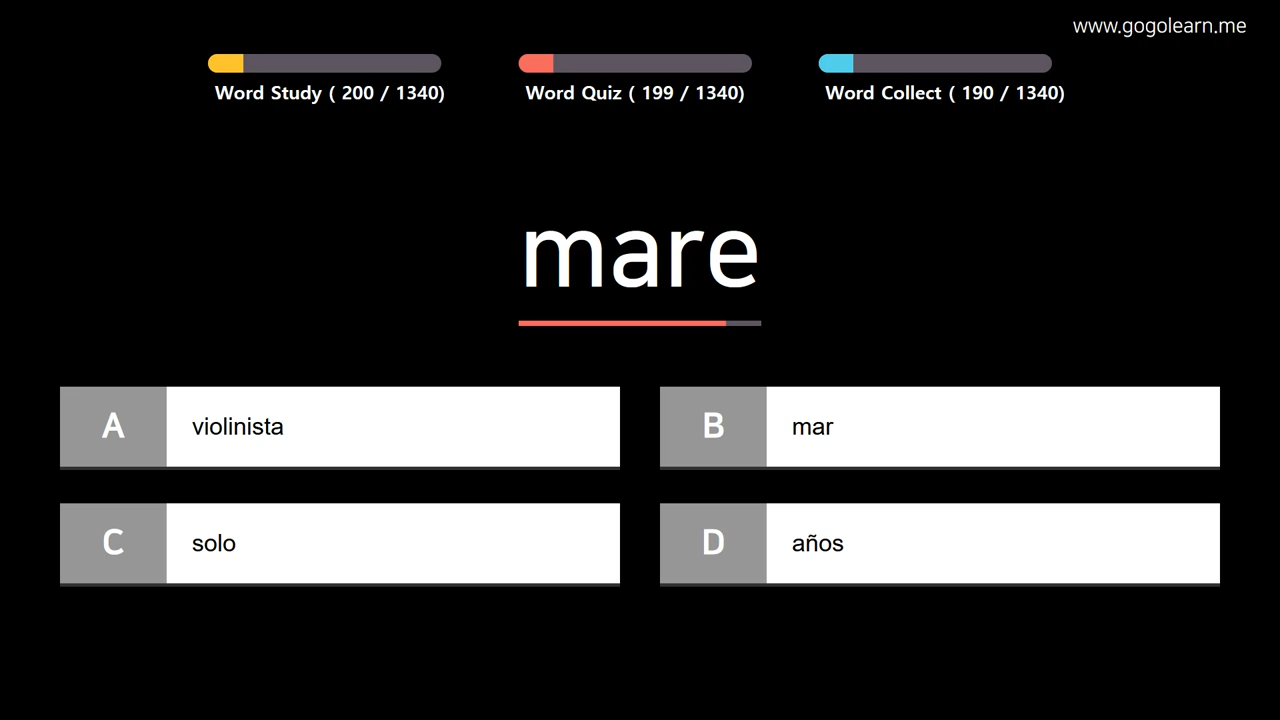 www.gogolearn.me
Word Study ( 200 / 1340)
Word Quiz ( 199 / 1340)
Word Collect ( 190 / 1340)
mare
A violinista
B mar
C solo
D años